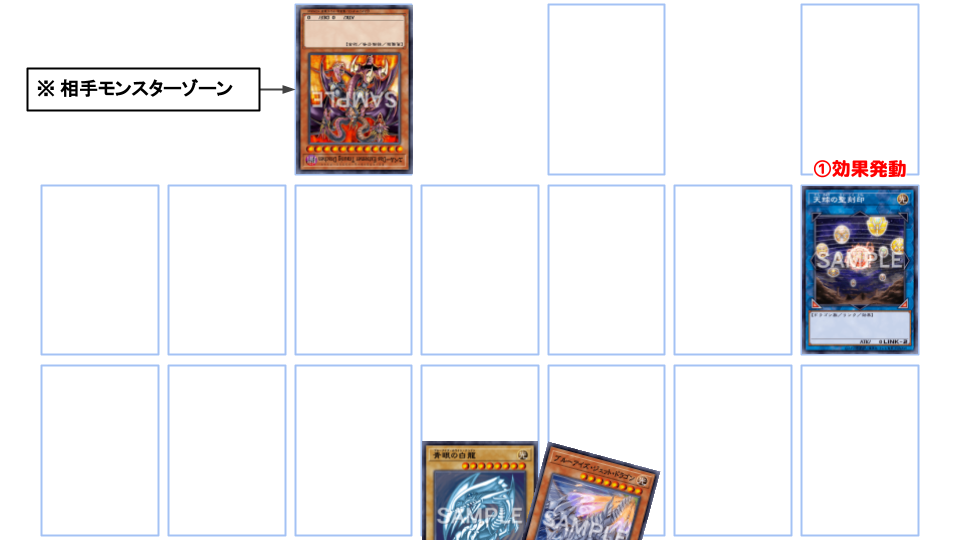 ※ 相手モンスターゾーン
SAMPLE
①効果発動
天球の聖刻印
SAMPLE
LINK-2
青眼の白龍
SAMPLE
ブルーアイズ・ジェット・ドラゴン
SAMPLE